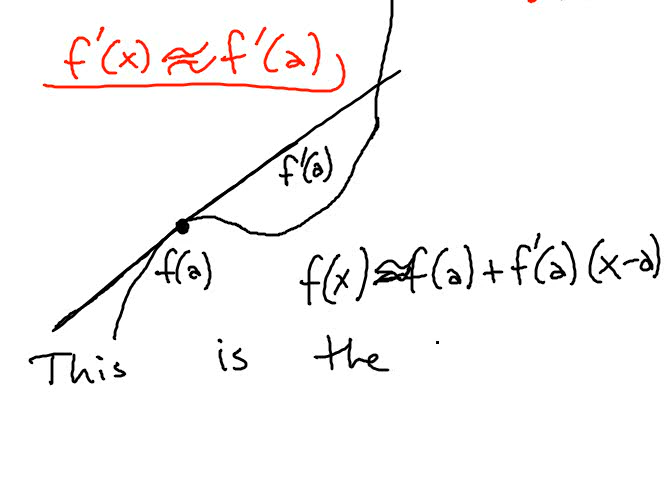 f'(x) ≈ f'(a)
f'(a)
f(a)
f(x) ≈ f(a) + f'(a) (x-a)
This is the